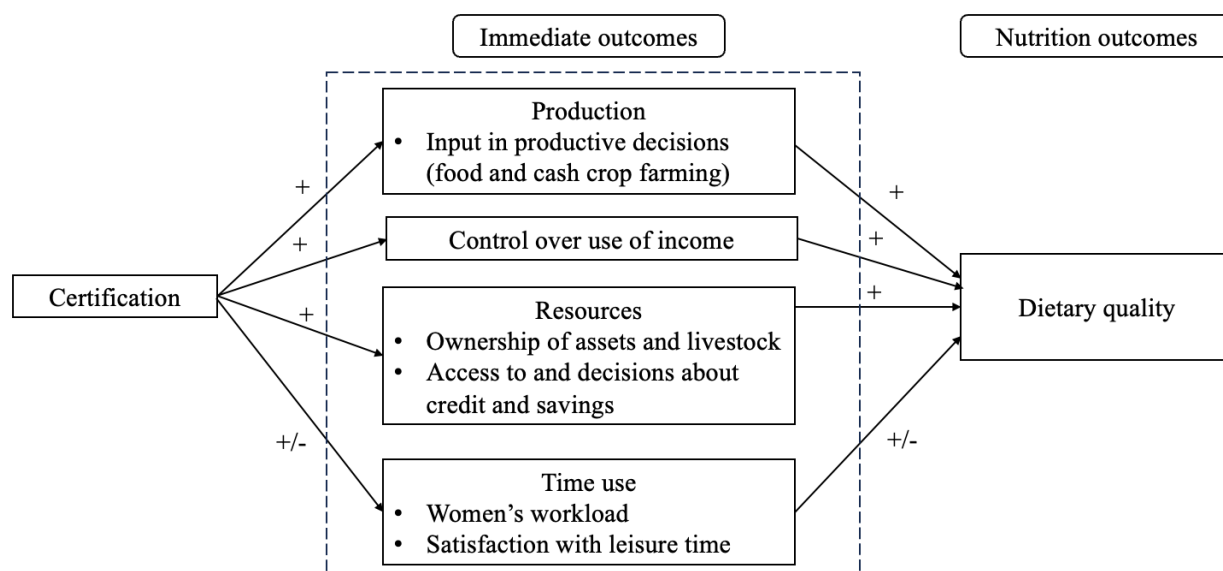 Immediate outcomes
Nutrition outcomes
Production
• Input in productive decisions
(food and cash crop farming)
+
+
+
+
Control over use of income
+
Certification
+
Resources
• Ownership of assets and livestock
• Access to and decisions about
credit and savings
Dietary quality
+/-
+/-
Time use
• Women’s workload
• Satisfaction with leisure time